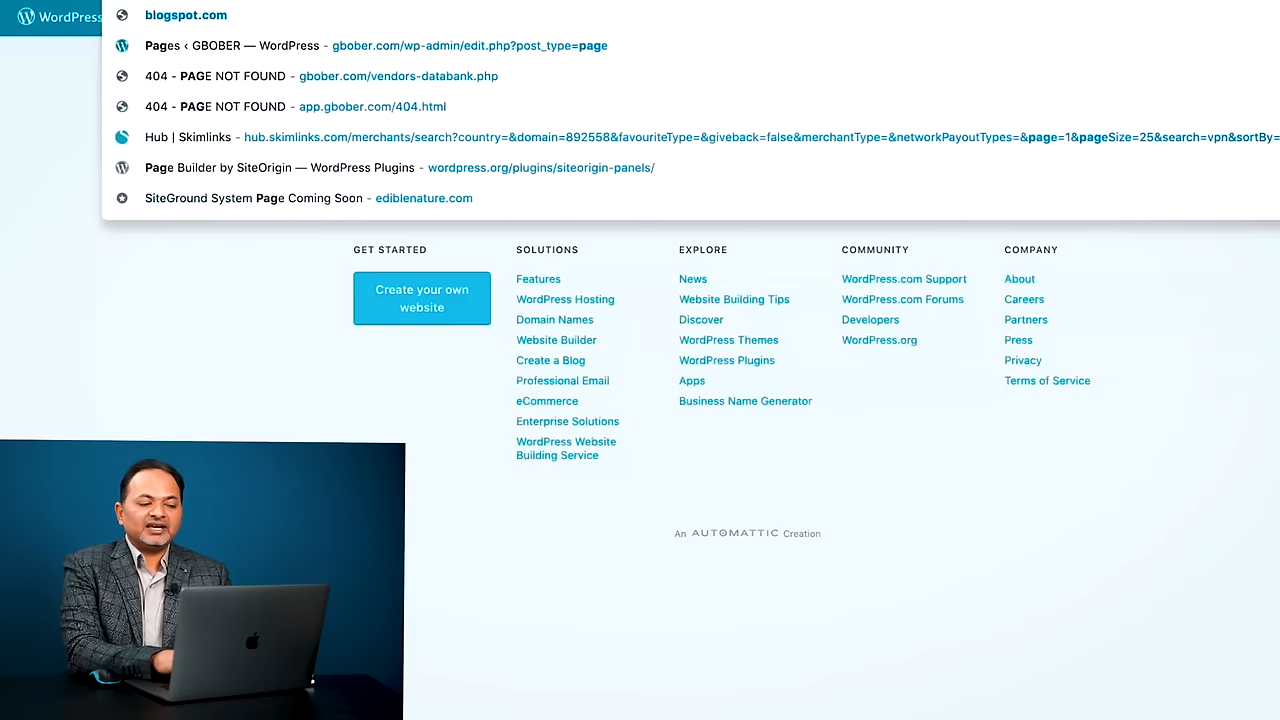 WordPress
blogspot.com
Pages ‹ GBOBER — WordPress - gbober.com/wp-admin/edit.php?post_type=page
404 - PAGE NOT FOUND - gbober.com/vendors-databank.php
404 - PAGE NOT FOUND - app.gbober.com/404.html
Hub | Skimlinks - hub.skimlinks.com/merchants/search?country=&domain=892558&favouriteType=&giveback=false&merchantType=&networkPayoutTypes=&page=1&pageSize=25&search=vpn&sortBy=
Page Builder by SiteOrigin — WordPress Plugins - wordpress.org/plugins/siteorigin-panels/
SiteGround System Page Coming Soon - ediblenature.com
GET STARTED
Create your own
website
SOLUTIONS
Features
WordPress Hosting
Domain Names
Website Builder
Create a Blog
Professional Email
eCommerce
Enterprise Solutions
WordPress Website
Building Service
EXPLORE
News
Website Building Tips
Discover
WordPress Themes
WordPress Plugins
Apps
Business Name Generator
COMMUNITY
WordPress.com Support
WordPress.com Forums
Developers
WordPress.org
COMPANY
About
Careers
Partners
Press
Privacy
Terms of Service
An AUTOMATTIC Creation